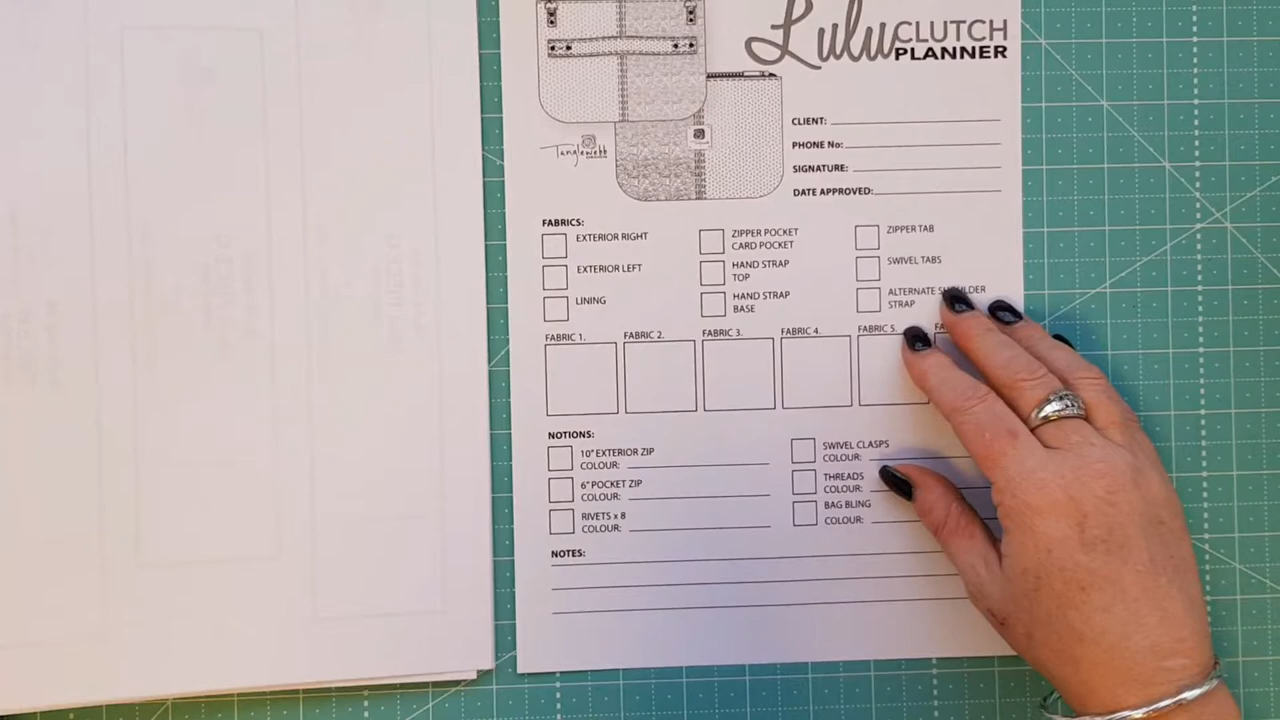 Lulu CLUTCH
PLANNER
Tanglewebb
CLIENT:
PHONE No:
SIGNATURE:
DATE APPROVED:
FABRICS:
EXTERIOR RIGHT
EXTERIOR LEFT
LINING
ZIPPER POCKET
CARD POCKET
HAND STRAP
TOP
HAND STRAP
BASE
ZIPPER TAB
SWIVEL TABS
ALTERNATE SHOULDER
STRAP
FABRIC 1.
FABRIC 2.
FABRIC 3.
FABRIC 4.
FABRIC 5.
NOTIONS:
10" EXTERIOR ZIP
COLOUR:
6" POCKET ZIP
COLOUR:
RIVETS x 8
COLOUR:
SWIVEL CLASPS
COLOUR:
THREADS
COLOUR:
BAG BLING
COLOUR:
NOTES: